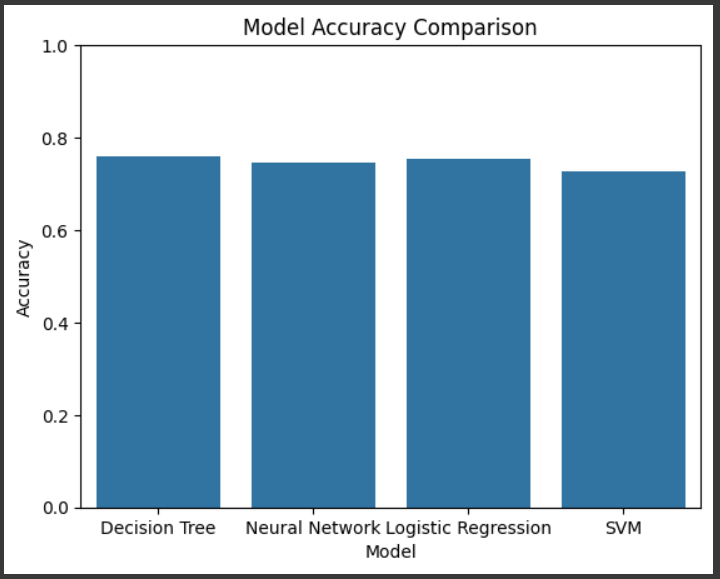 Model Accuracy Comparison
1.0
0.8
0.6
0.4
0.2
0.0
Accuracy
Decision Tree Neural Network Logistic Regression SVM
Model